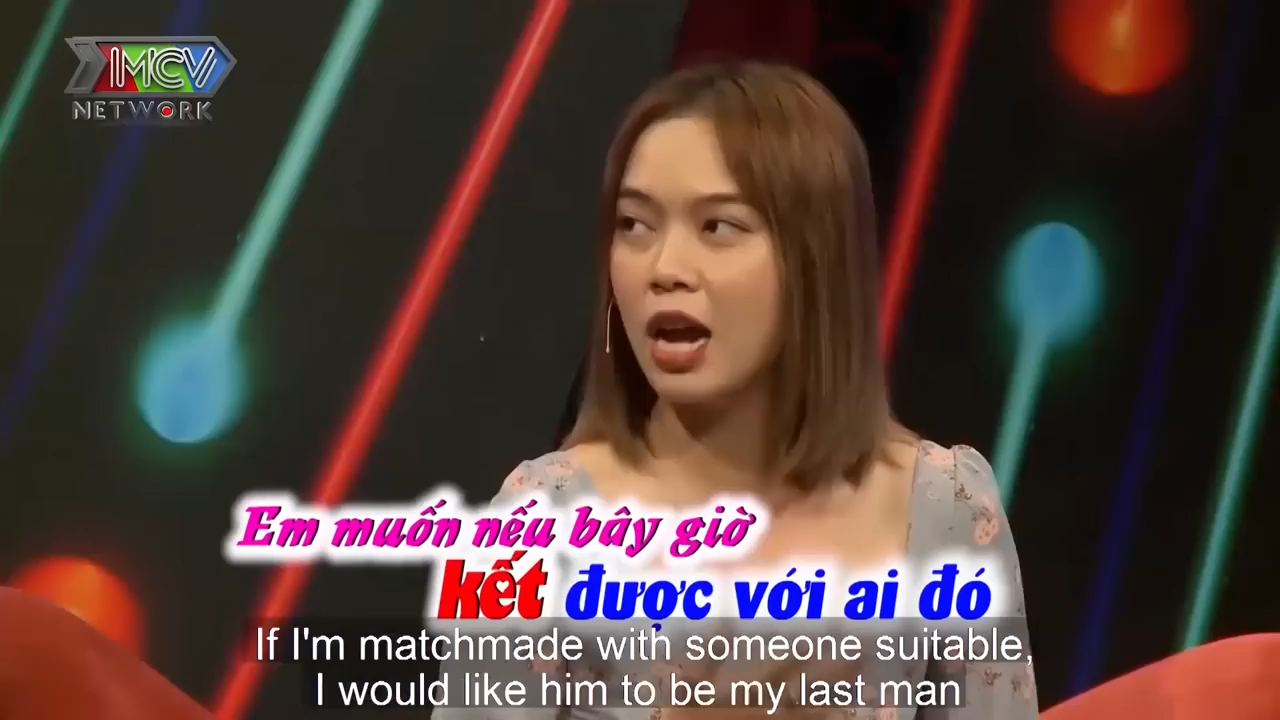 MCV
NETWORK
Em muốn nếu bây giờ
kết được với ai đó
If I'm matchmade with someone suitable,
I would like him to be my last man